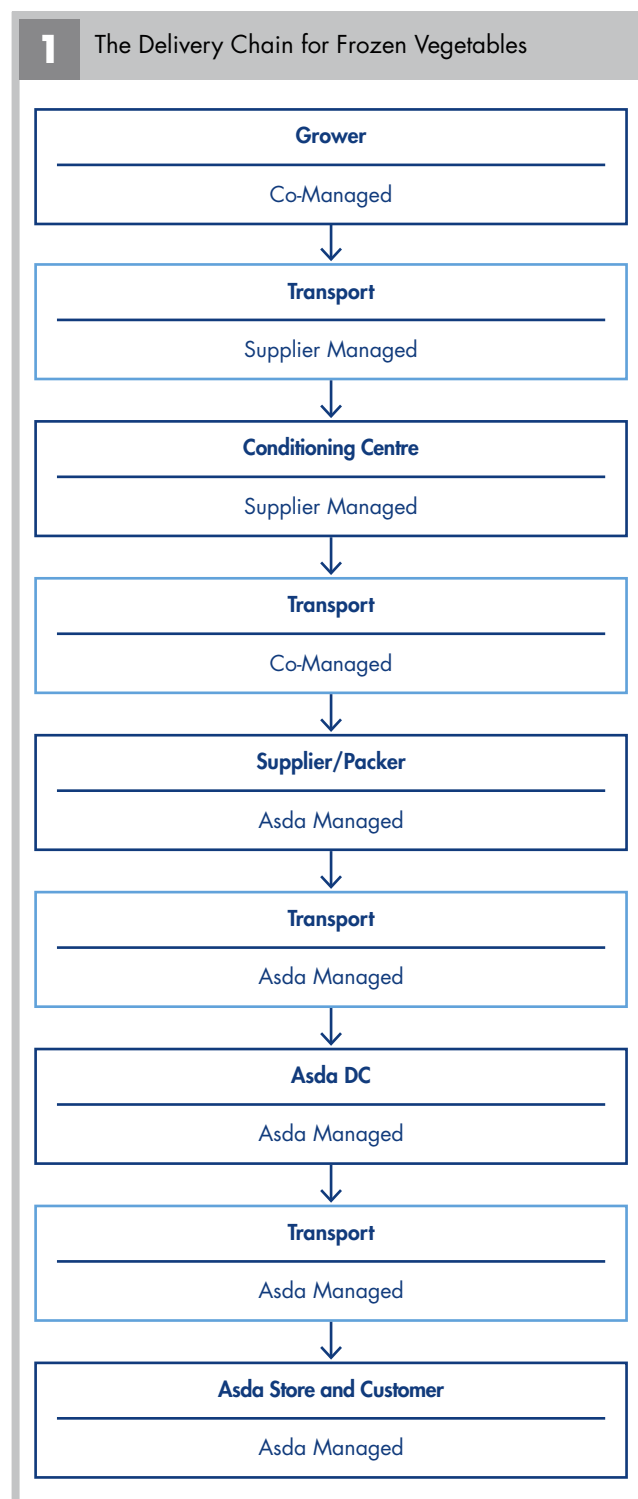 1
The Delivery Chain for Frozen Vegetables
Grower
Co-Managed
Transport
Supplier Managed
Conditioning Centre
Supplier Managed
Transport
Co-Managed
Supplier/Packer
Asda Managed
Transport
Asda Managed
Asda DC
Asda Managed
Transport
Asda Managed
Asda Store and Customer
Asda Managed